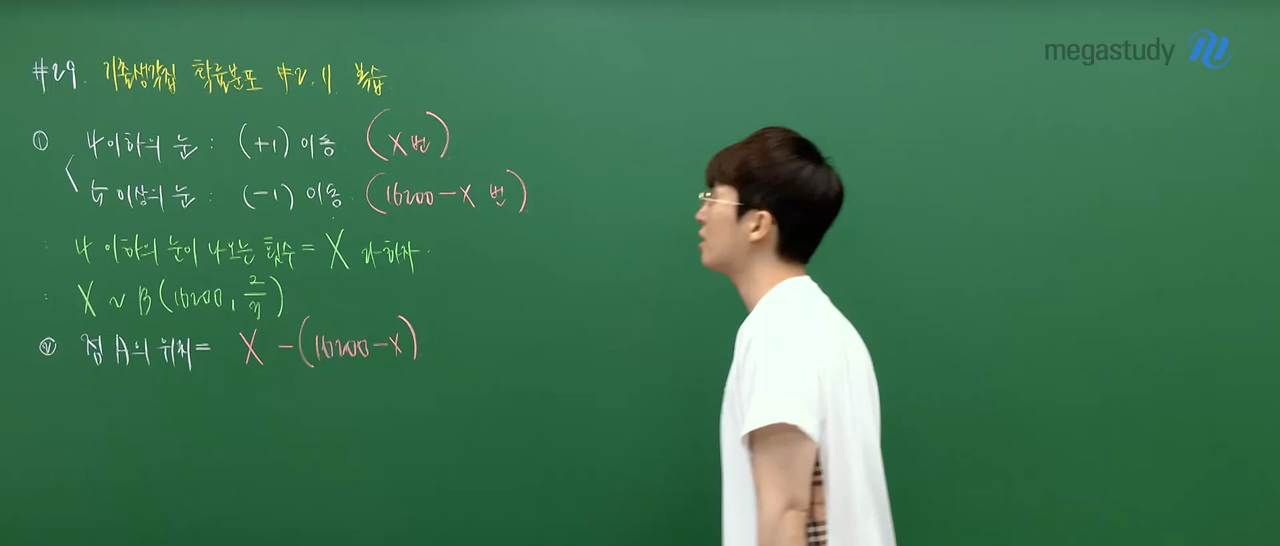 megastudy
#29. 기출생각집 확률분포 #2, 11 복습
① 4이하의 눈 : (+1) 이동 (X번)
5 이상의 눈 : (-1) 이동 (16200-X 번)
: 4 이하의 눈이 나오는 횟수 = X 라하자.
: X ~ B(16200, 2/3)
② 점 A의 위치 = X - (16200-X)